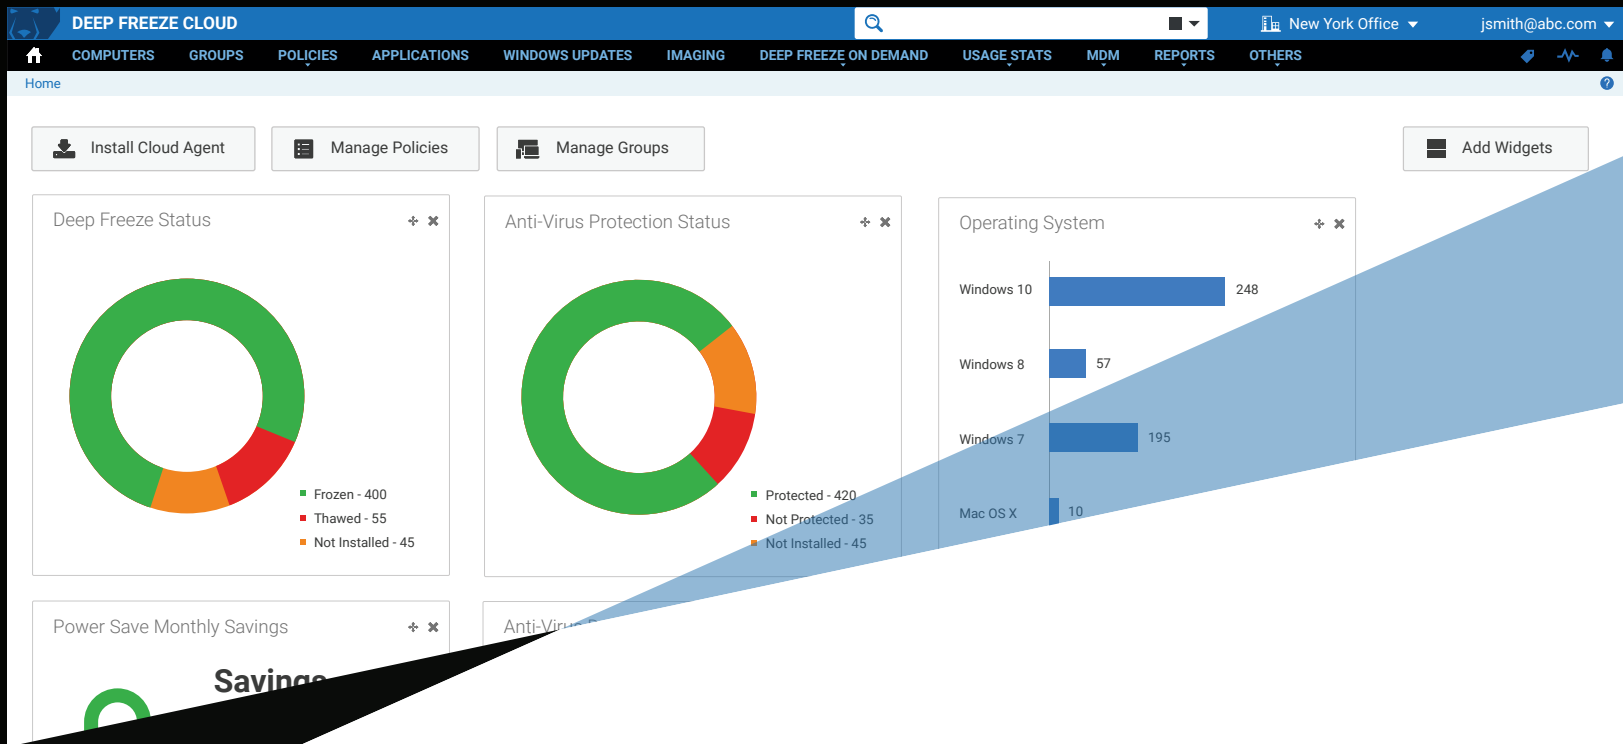 DEEP FREEZE CLOUD
New York Office
jsmith@abc.com
COMPUTERS GROUPS POLICIES APPLICATIONS WINDOWS UPDATES IMAGING DEEP FREEZE ON DEMAND USAGE STATS MDM REPORTS OTHERS
Home
Install Cloud Agent
Manage Policies
Manage Groups
Add Widgets
Deep Freeze Status
Frozen - 400
Thawed - 55
Not Installed - 45
Anti-Virus Protection Status
Protected - 420
Not Protected - 35
Not Installed - 45
Operating System
Windows 10 248
Windows 8 57
Windows 7 195
Mac OS X 10
Power Save Monthly Savings
Savings
Anti-Virus